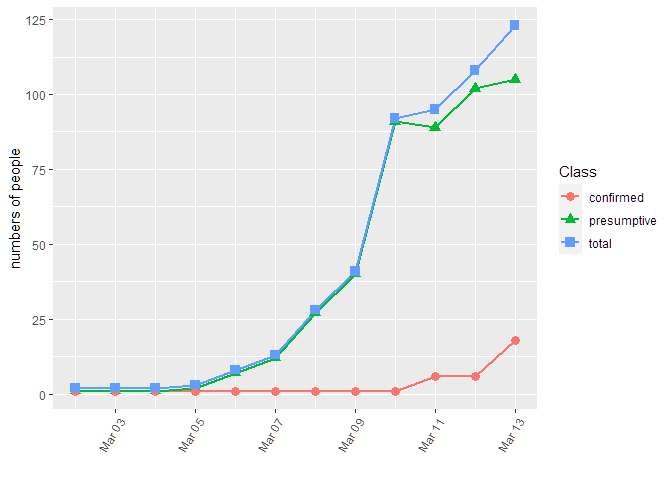 125
100
75
50
25
0
numbers of people
Mar 03
Mar 05
Mar 07
Mar 09
Mar 11
Mar 13
Class
confirmed
presumptive
total